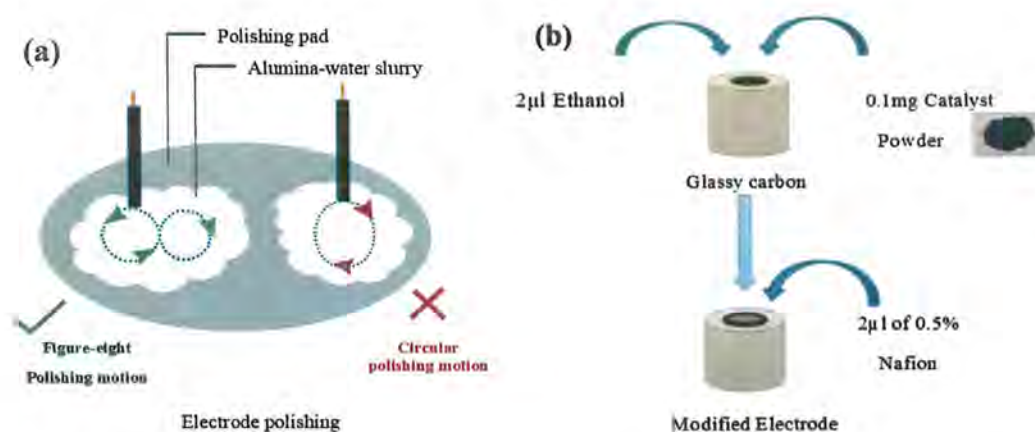 (a)
Polishing pad
Alumina-water slurry
Figure-eight
Polishing motion
Circular
polishing motion
Electrode polishing
(b)
2µl Ethanol
0.1mg Catalyst
Powder
Glassy carbon
2µl of 0.5%
Nafion
Modified Electrode